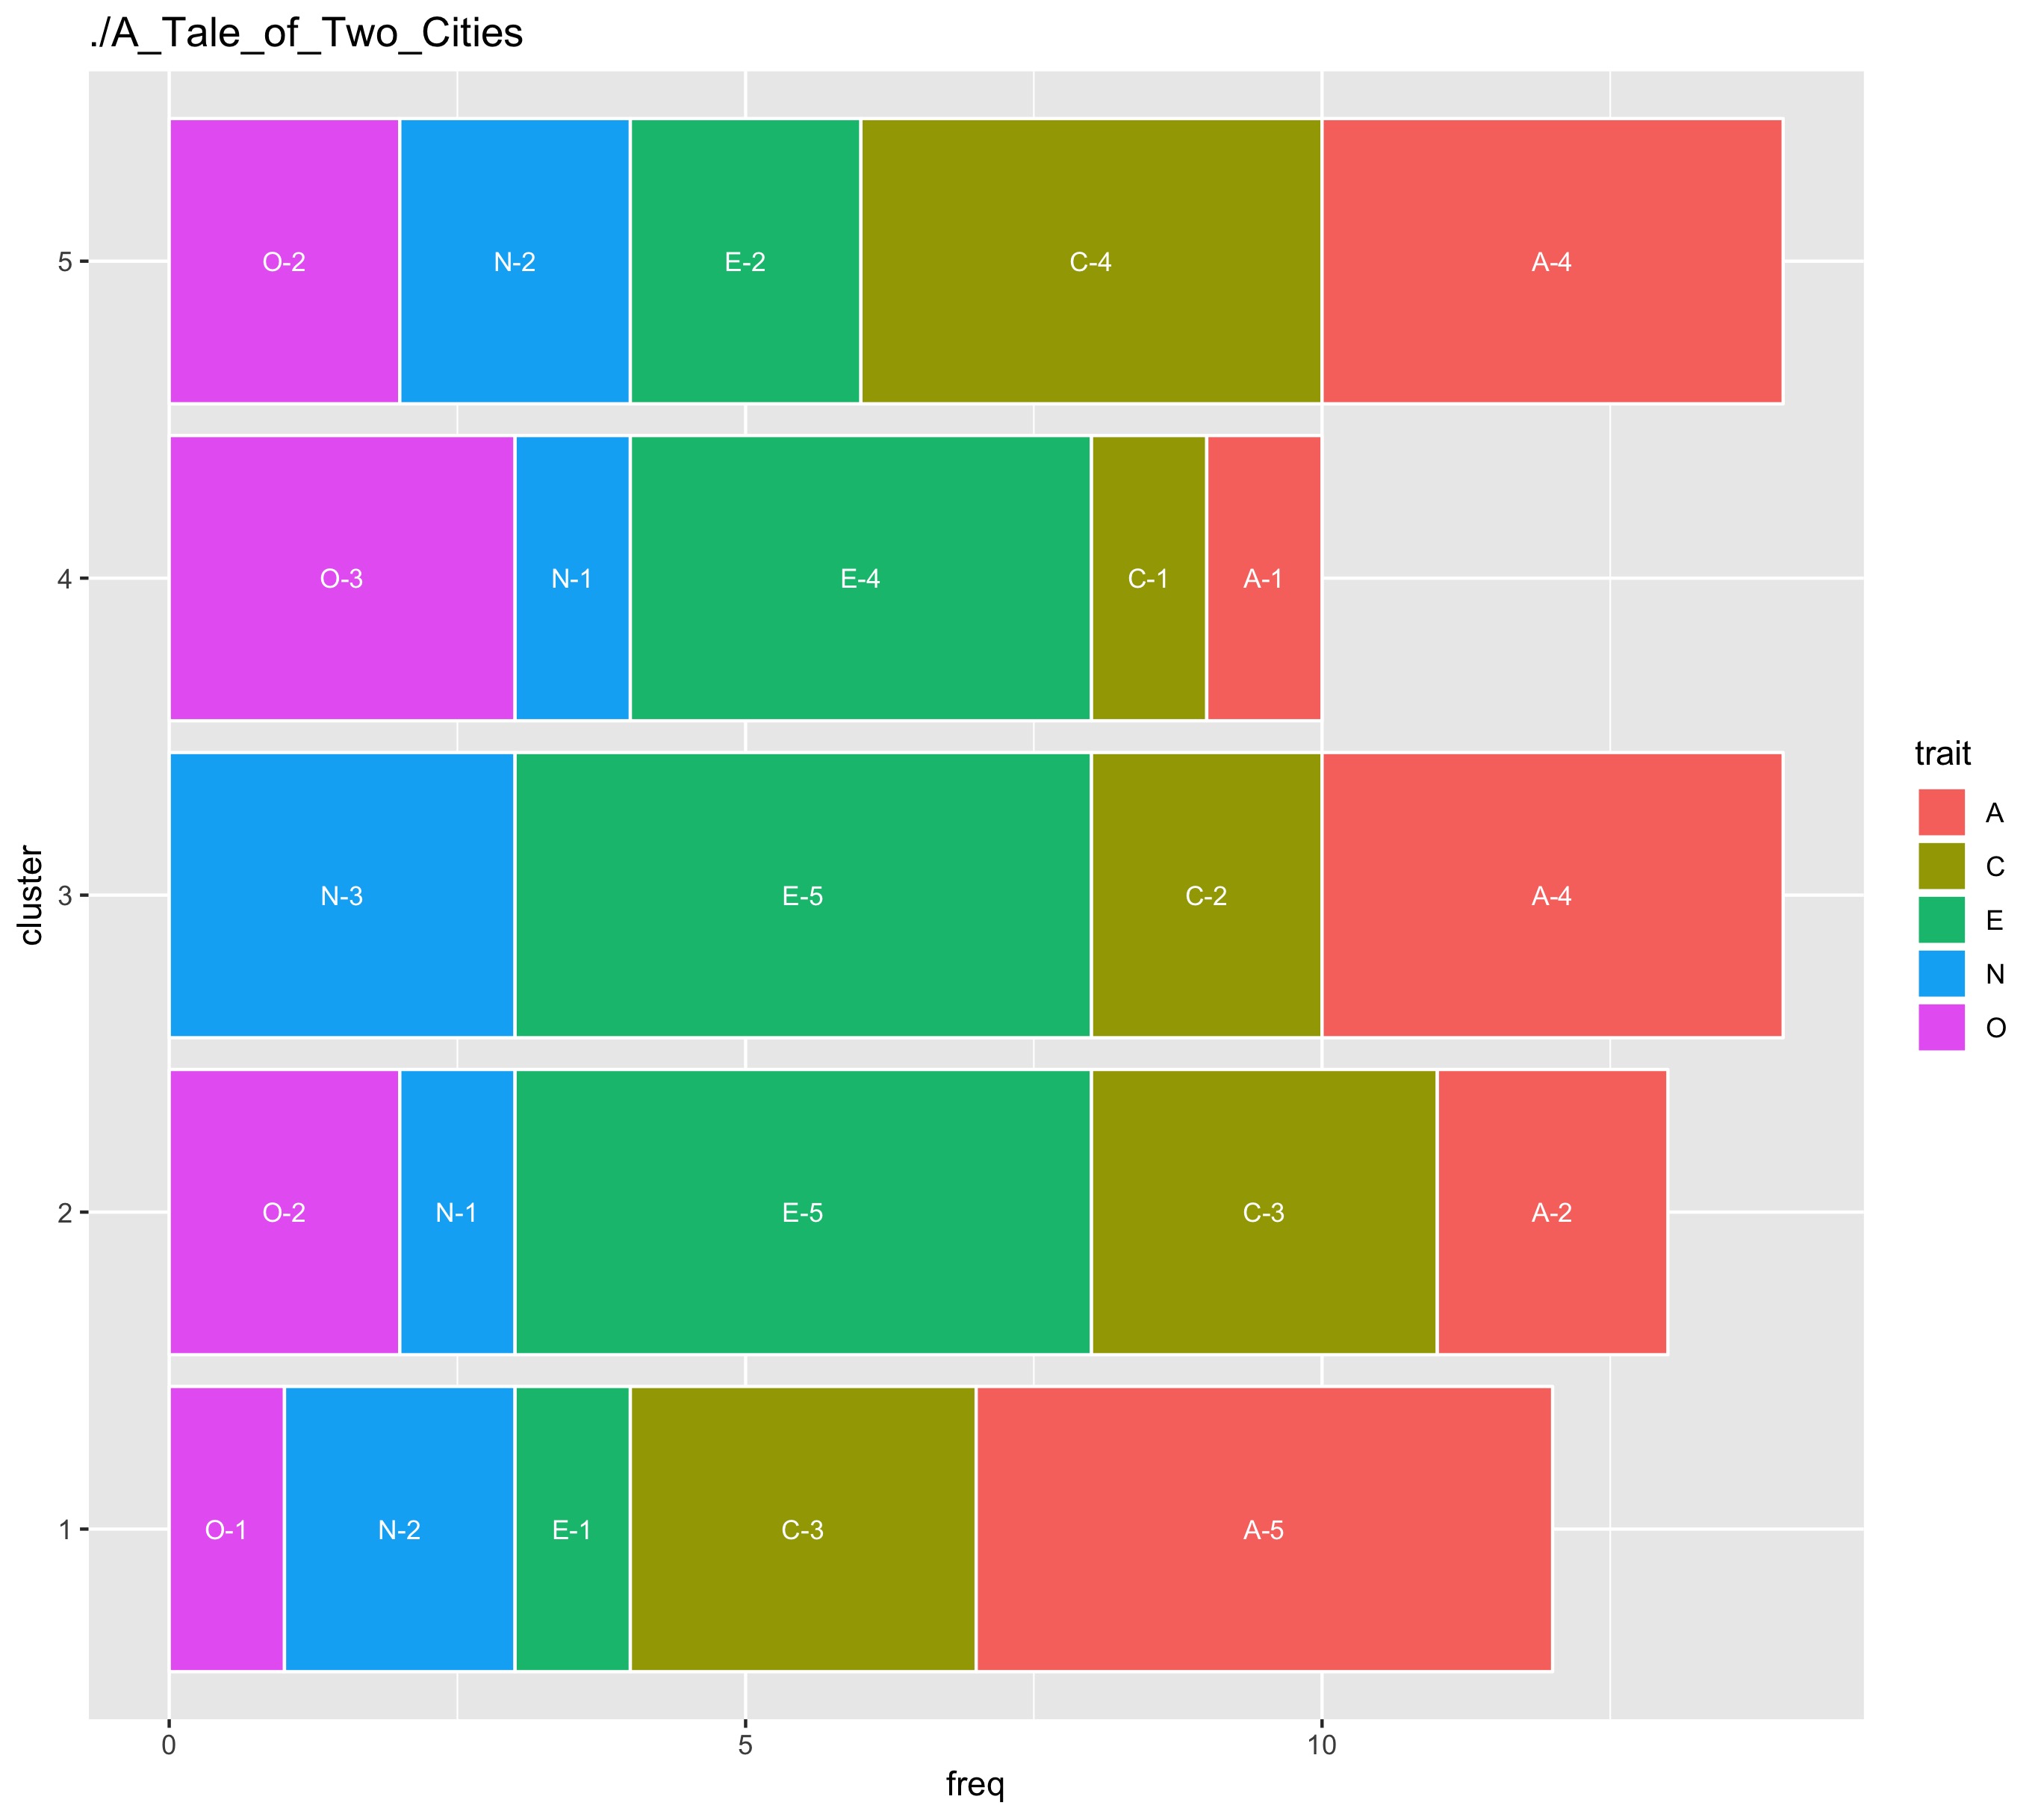 ./A_Tale_of_Two_Cities
5
O-2 N-2 E-2 C-4 A-4
4
O-3 N-1 E-4 C-1 A-1
3
N-3 E-5 C-2 A-4
2
O-2 N-1 E-5 C-3 A-2
1
O-1 N-2 E-1 C-3 A-5
cluster
0 5 10
freq
trait
A
C
E
N
O